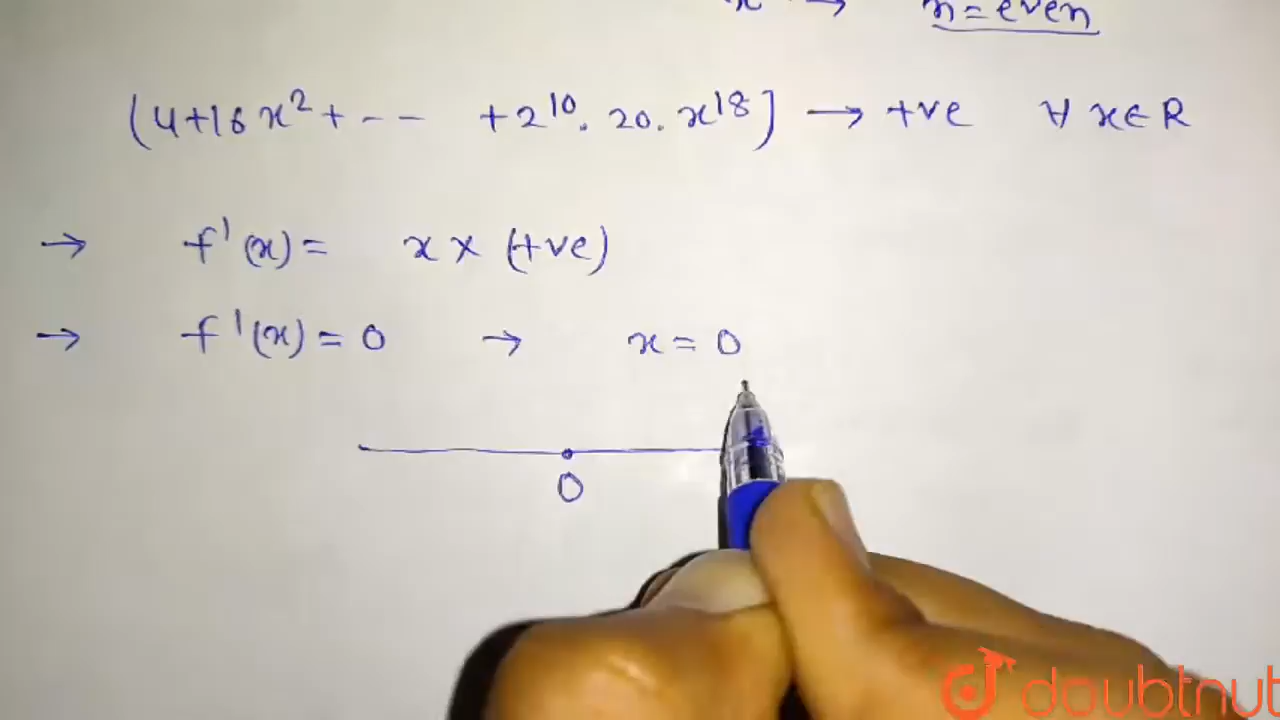 x → n = even
(4+16x² + -- +2¹⁰. 20. x¹⁸] → +ve ∀ x∈R
→ f'(x) = x × (+ve)
→ f'(x) = 0 → x = 0
0
doubtnut